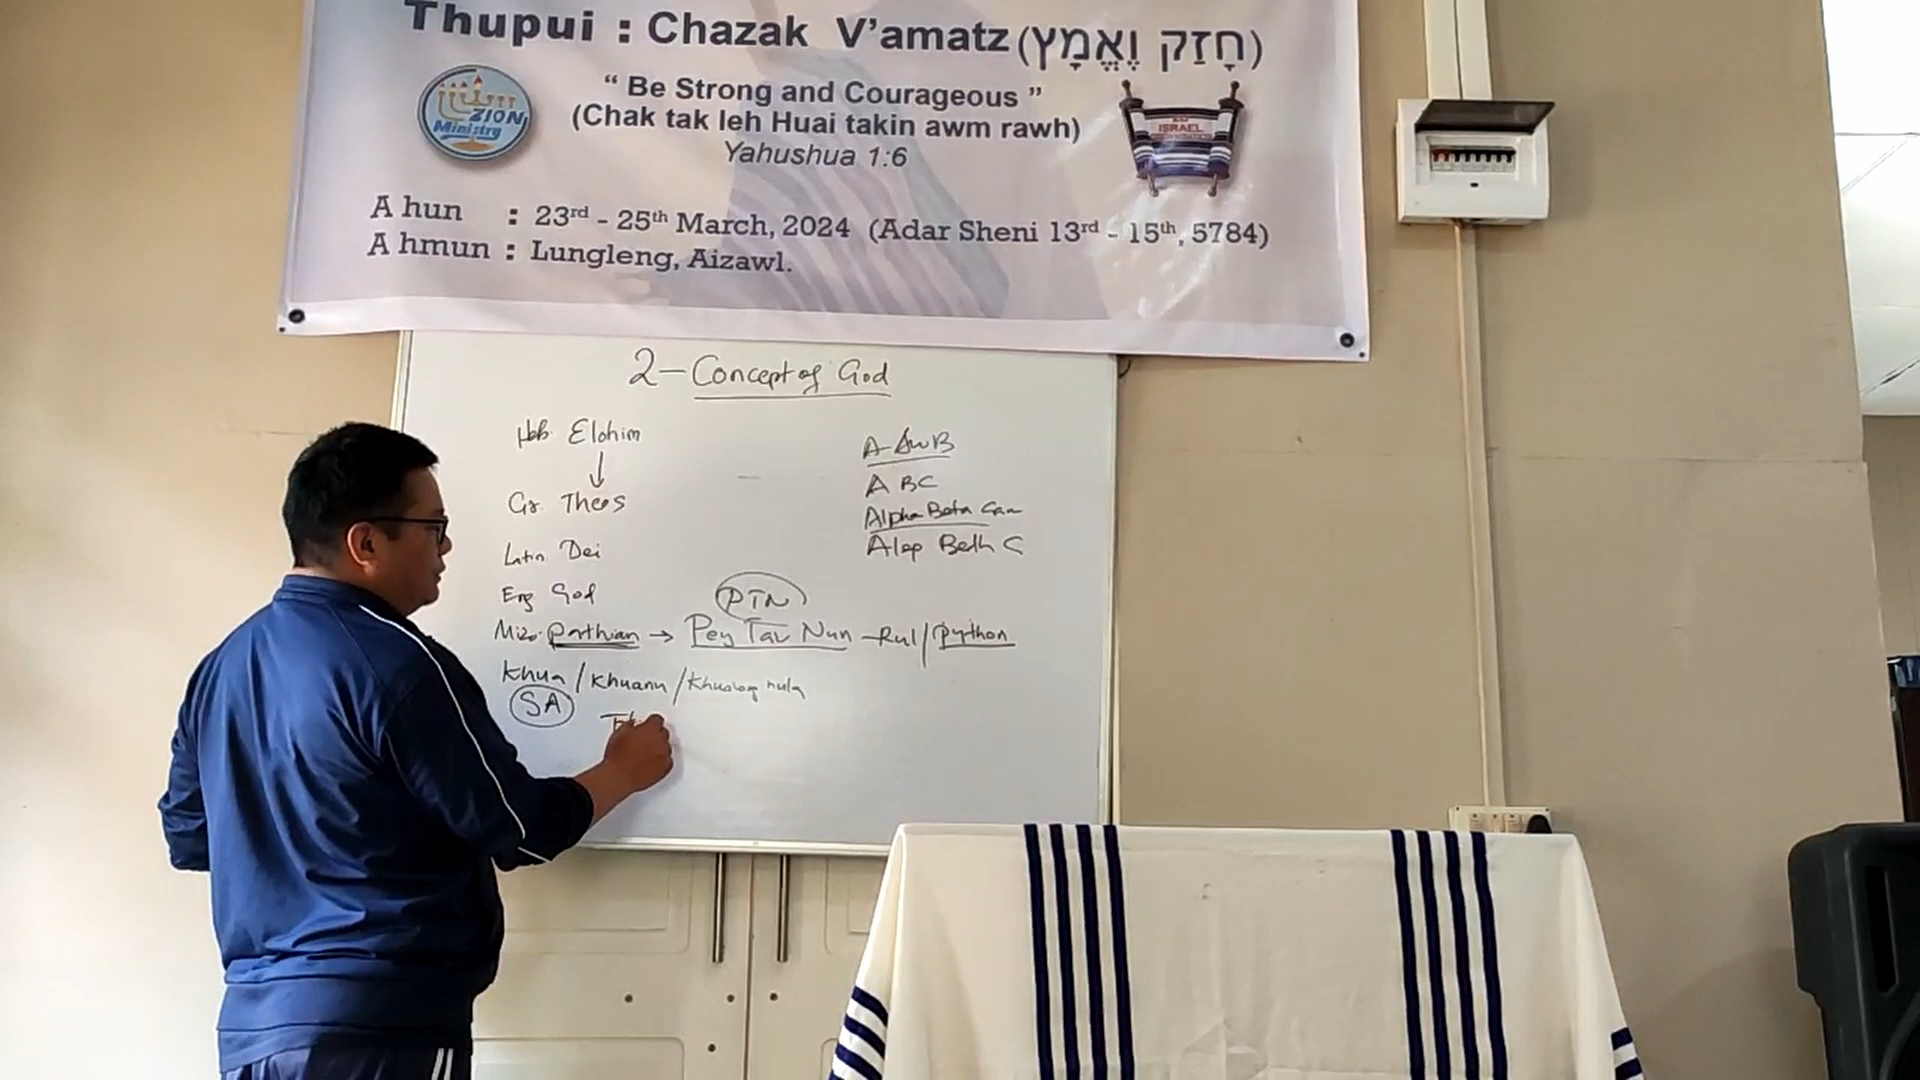 Thupui : Chazak V'amatz (חָזַק וֶאֱמָץ)
" Be Strong and Courageous "
(Chak tak leh Huai takin awm rawh)
Yahushua 1:6
ZION
Ministry
ISRAEL
A hun : 23rd - 25th March, 2024 (Adar Sheni 13rd - 15th, 5784)
A hmun : Lungleng, Aizawl.
2-Concept of God
Heb. Elohim
↓
Gr. Theos
Latin. Dei
Eng God
PTN
Mizo. Pathian → Pey Tav Nun - Rul/python
Khua / Khuanu / Khuavang nula
SA
A AW B
A B C
Alpha Beta Gam
Alep Beth G